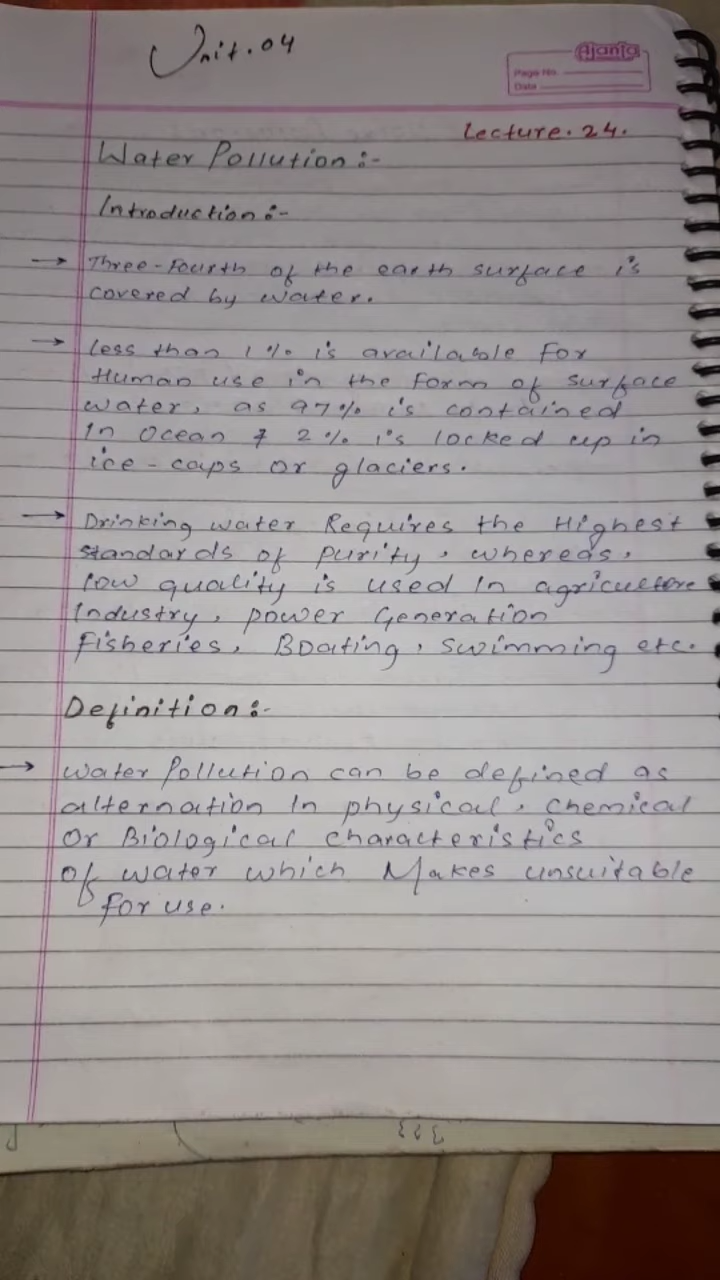 Unit.04
Ajanta
Page No.
Date
Lecture.24.
Water Pollution:-
Introduction:-
→ Three-Fourth of the earth surface is
covered by water.
→ Less than 1% is available for
Human use in the form of surface
water, as 97% is contained
In Ocean & 2% is locked up in
ice-caps or glaciers.
→ Drinking water Requires the Highest
standards of purity, whereas,
low quality is used In agriculture
Industry, power Generation
Fisheries, Boating, swimming etc.
Definition:-
→ Water Pollution can be defined as
alternation In physical, chemical
Or Biological characteristics
Of water which Makes unsuitable
for use.